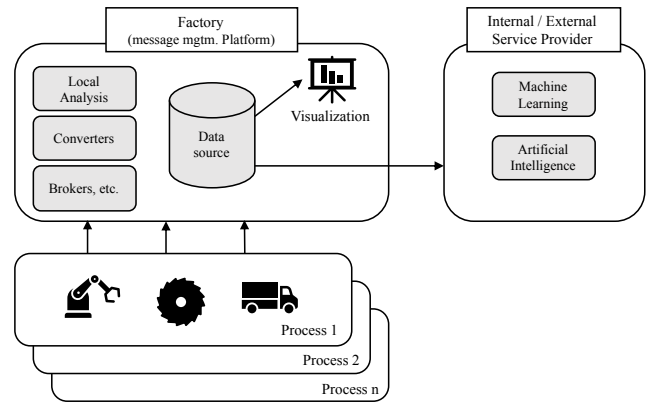 Factory
(message mgtm. Platform)
Internal / External
Service Provider
Local
Analysis
Converters
Brokers, etc.
Data
source
Visualization
Machine
Learning
Artificial
Intelligence
Process 1
Process 2
Process n